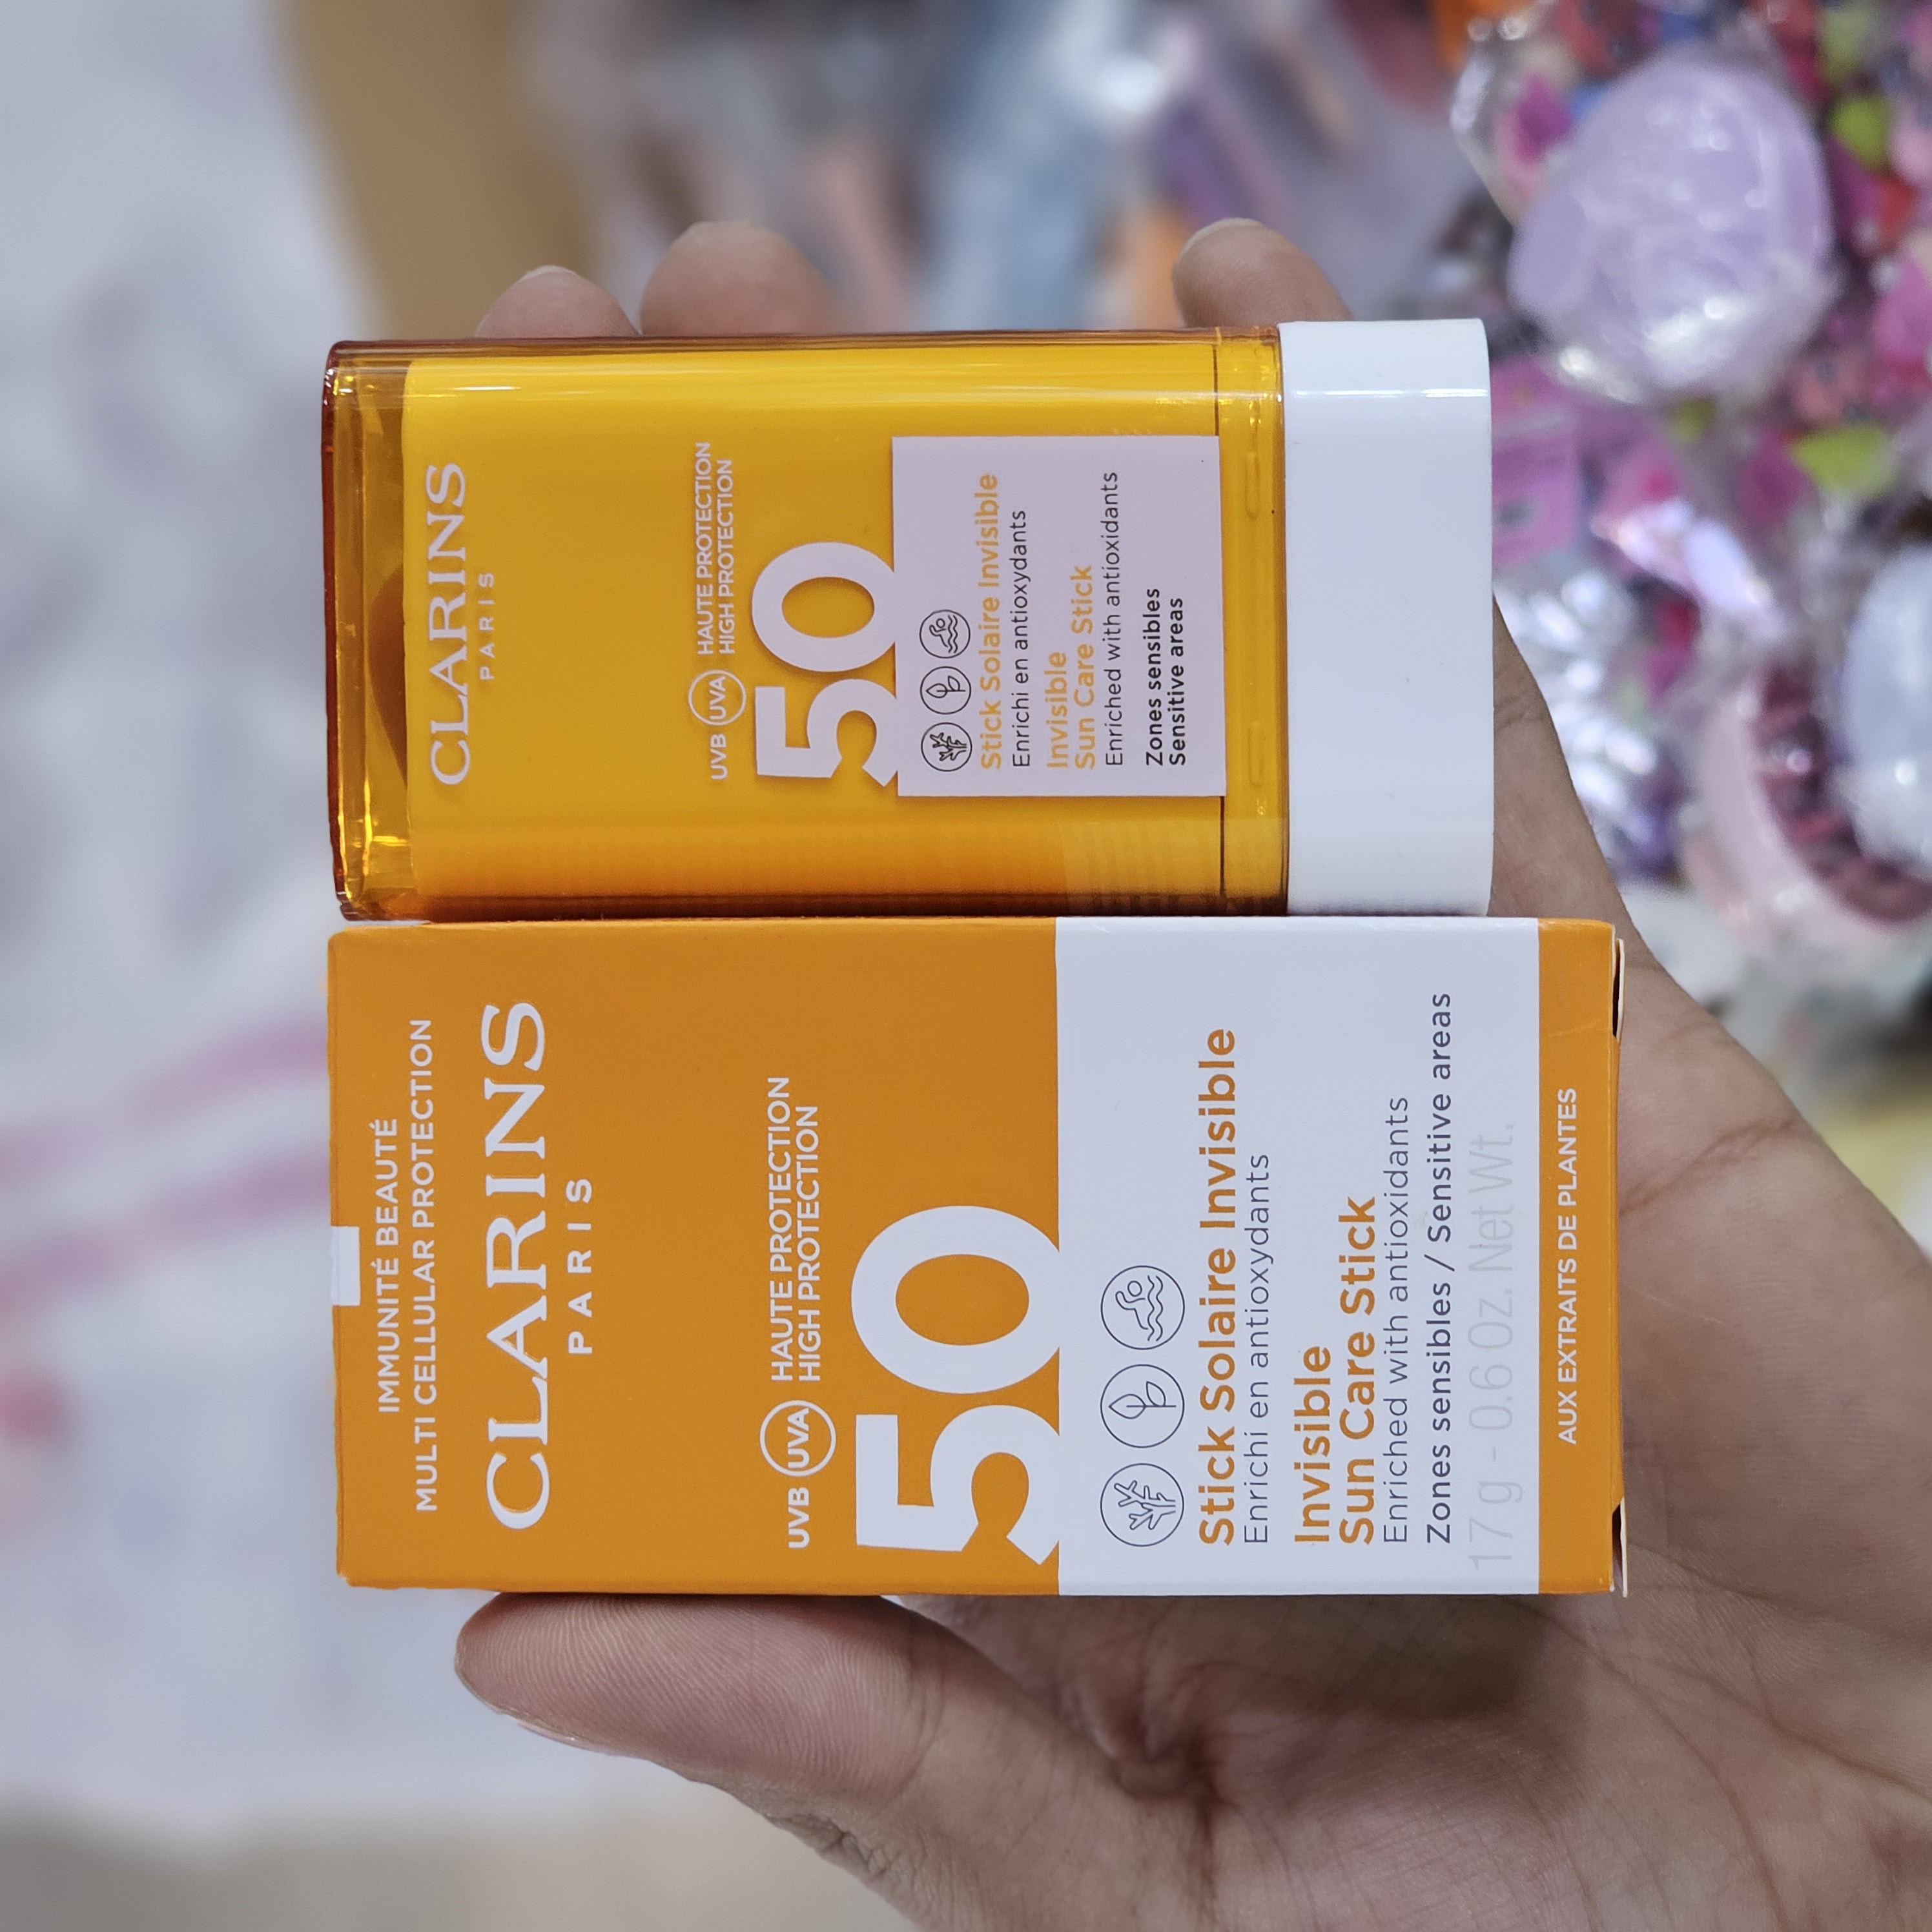 CLARINS
PARIS
UVB UVA HAUTE PROTECTION
HIGH PROTECTION
50
Stick Solaire Invisible
Enrichi en antioxydants
Invisible
Sun Care Stick
Enriched with antioxidants
Zones sensibles
Sensitive areas
IMMUNITÉ BEAUTÉ
MULTI CELLULAR PROTECTION
CLARINS
PARIS
UVB UVA HAUTE PROTECTION
HIGH PROTECTION
50
Stick Solaire Invisible
Enrichi en antioxydants
Invisible
Sun Care Stick
Enriched with antioxidants
Zones sensibles / Sensitive areas
17 g - 0.6 Oz. Net Wt.
AUX EXTRAITS DE PLANTES